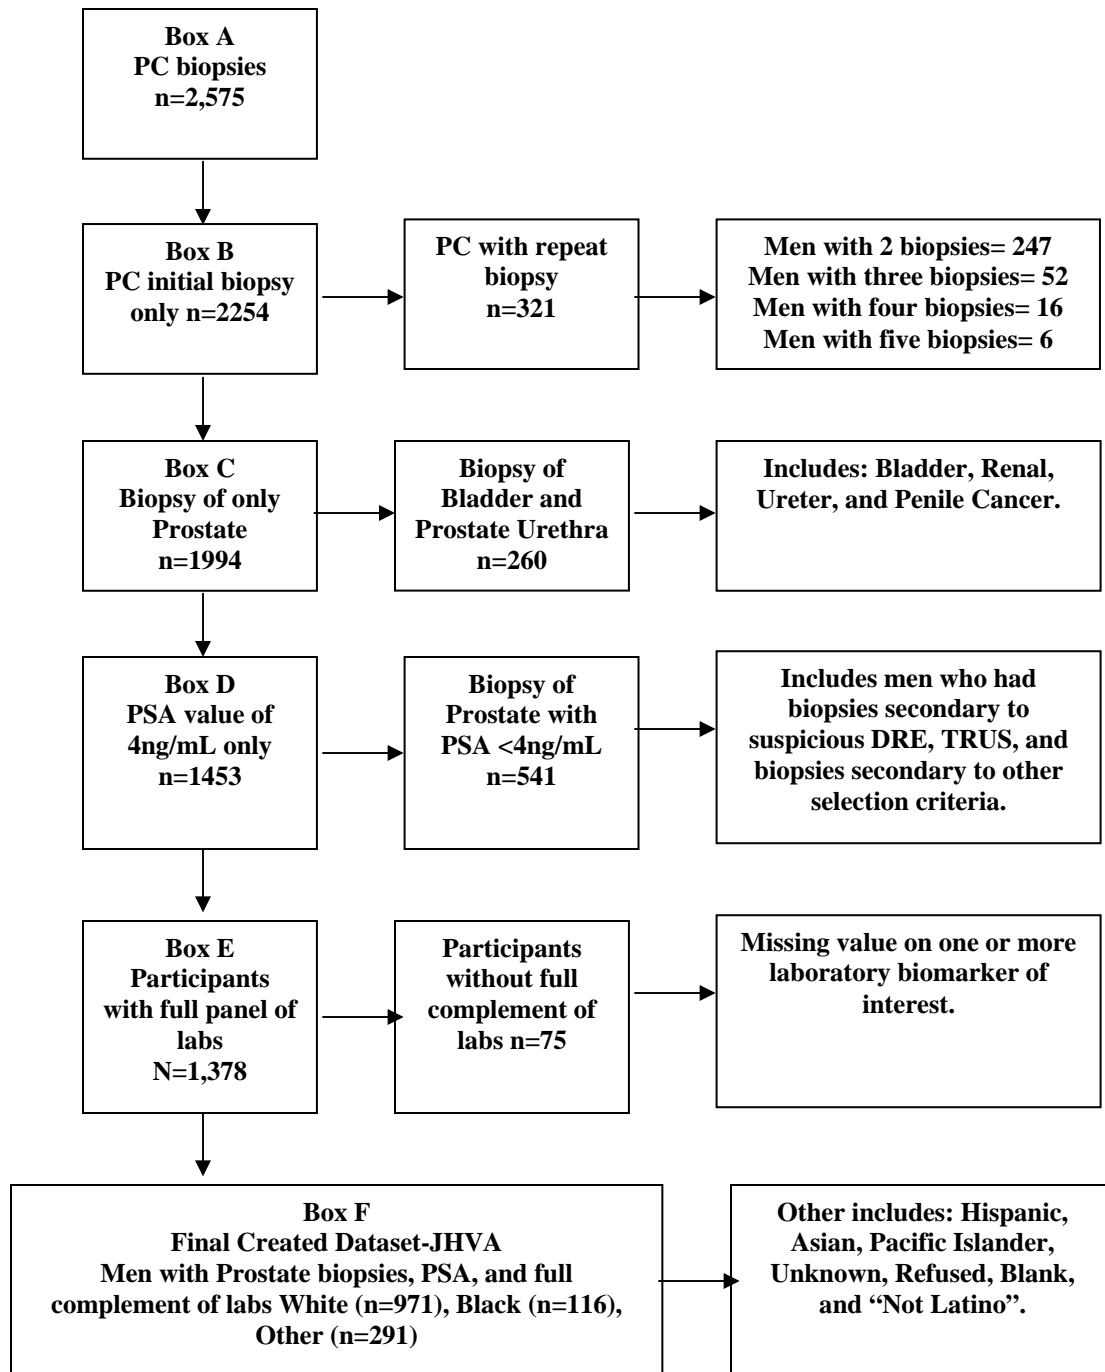 Box A
PC biopsies
n=2,575
Box B
PC initial biopsy
only n=2254
PC with repeat
biopsy
n=321
Men with 2 biopsies= 247
Men with three biopsies= 52
Men with four biopsies= 16
Men with five biopsies= 6
Box C
Biopsy of only
Prostate
n=1994
Biopsy of
Bladder and
Prostate Urethra
n=260
Includes: Bladder, Renal,
Ureter, and Penile Cancer.
Box D
PSA value of
4ng/mL only
n=1453
Biopsy of
Prostate with
PSA <4ng/mL
n=541
Includes men who had
biopsies secondary to
suspicious DRE, TRUS, and
biopsies secondary to other
selection criteria.
Box E
Participants
with full panel of
labs
N=1,378
Participants
without full
complement of
labs n=75
Missing value on one or more
laboratory biomarker of
interest.
Box F
Final Created Dataset-JHVA
Men with Prostate biopsies, PSA, and full
complement of labs White (n=971), Black (n=116),
Other (n=291)
Other includes: Hispanic,
Asian, Pacific Islander,
Unknown, Refused, Blank,
and “Not Latino”.